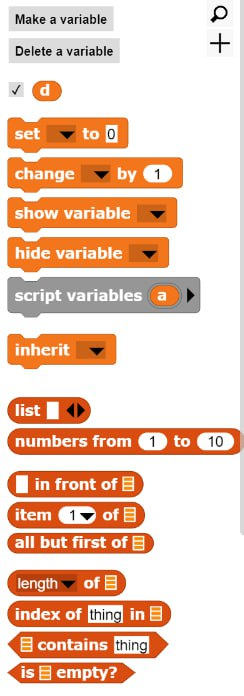 Make a variable
Delete a variable
d
set to 0
change by 1
show variable
hide variable
script variables a
inherit
list
numbers from 1 to 10
in front of
item 1 of
all but first of
length of
index of thing in
contains thing
is empty?